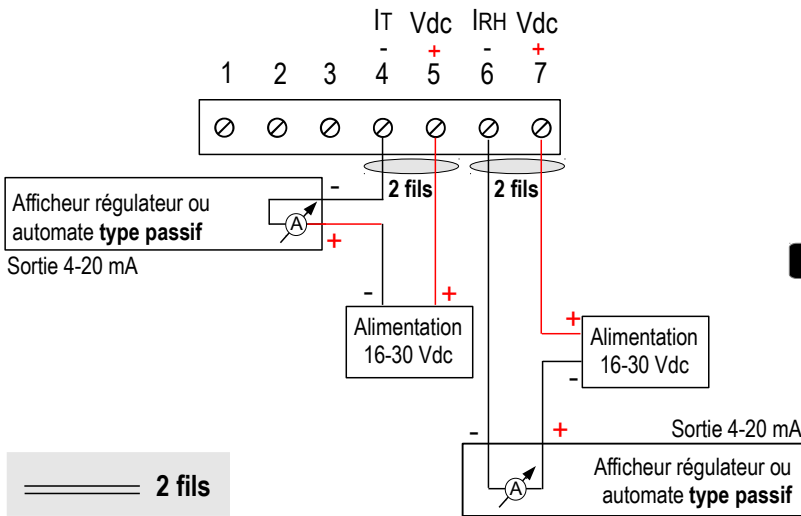 IT Vdc IRH Vdc
- + - +
1 2 3 4 5 6 7
2 fils 2 fils
Afficheur régulateur ou
automate type passif
- A +
Sortie 4-20 mA
- +
Alimentation
16-30 Vdc
+
Alimentation
16-30 Vdc
-
- + Sortie 4-20 mA
Afficheur régulateur ou
automate type passif
A
2 fils